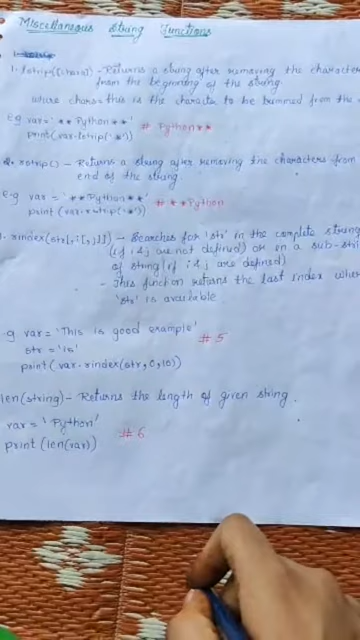 Miscellaneous String Functions
1. lstrip([chars]) - Returns a string after removing the characters
from the beginning of the string
where chars this is the character to be trimmed from the
e.g var = '**Python**'
print(var.lstrip('*')) # Python**
2. rstrip() - Returns a string after removing the characters from
end of the string.
e.g var = '**Python**'
print(var.rstrip('*')) # **Python
. rindex(str[,i[,j]]) - Searches for 'str' in the complete string
(if i & j are not defined) or in a sub-stri
of string (if i & j are defined)
- This function returns the last index where
'str' is available
.g var = 'This is good example'
str = 'is' # 5
print(var.rindex(str,0,10))
len(string) - Returns the length of given string.
var = 'Python'
print(len(var)) # 6